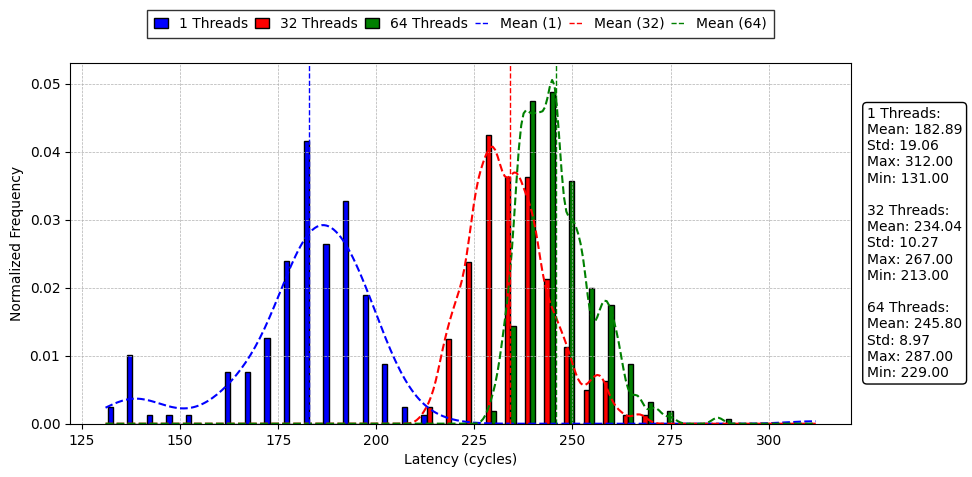 1 Threads 32 Threads 64 Threads Mean (1) Mean (32) Mean (64)
0.05
0.04
0.03
0.02
0.01
0.00
Normalized Frequency
125 150 175 200 225 250 275 300
Latency (cycles)
1 Threads:
Mean: 182.89
Std: 19.06
Max: 312.00
Min: 131.00
32 Threads:
Mean: 234.04
Std: 10.27
Max: 267.00
Min: 213.00
64 Threads:
Mean: 245.80
Std: 8.97
Max: 287.00
Min: 229.00